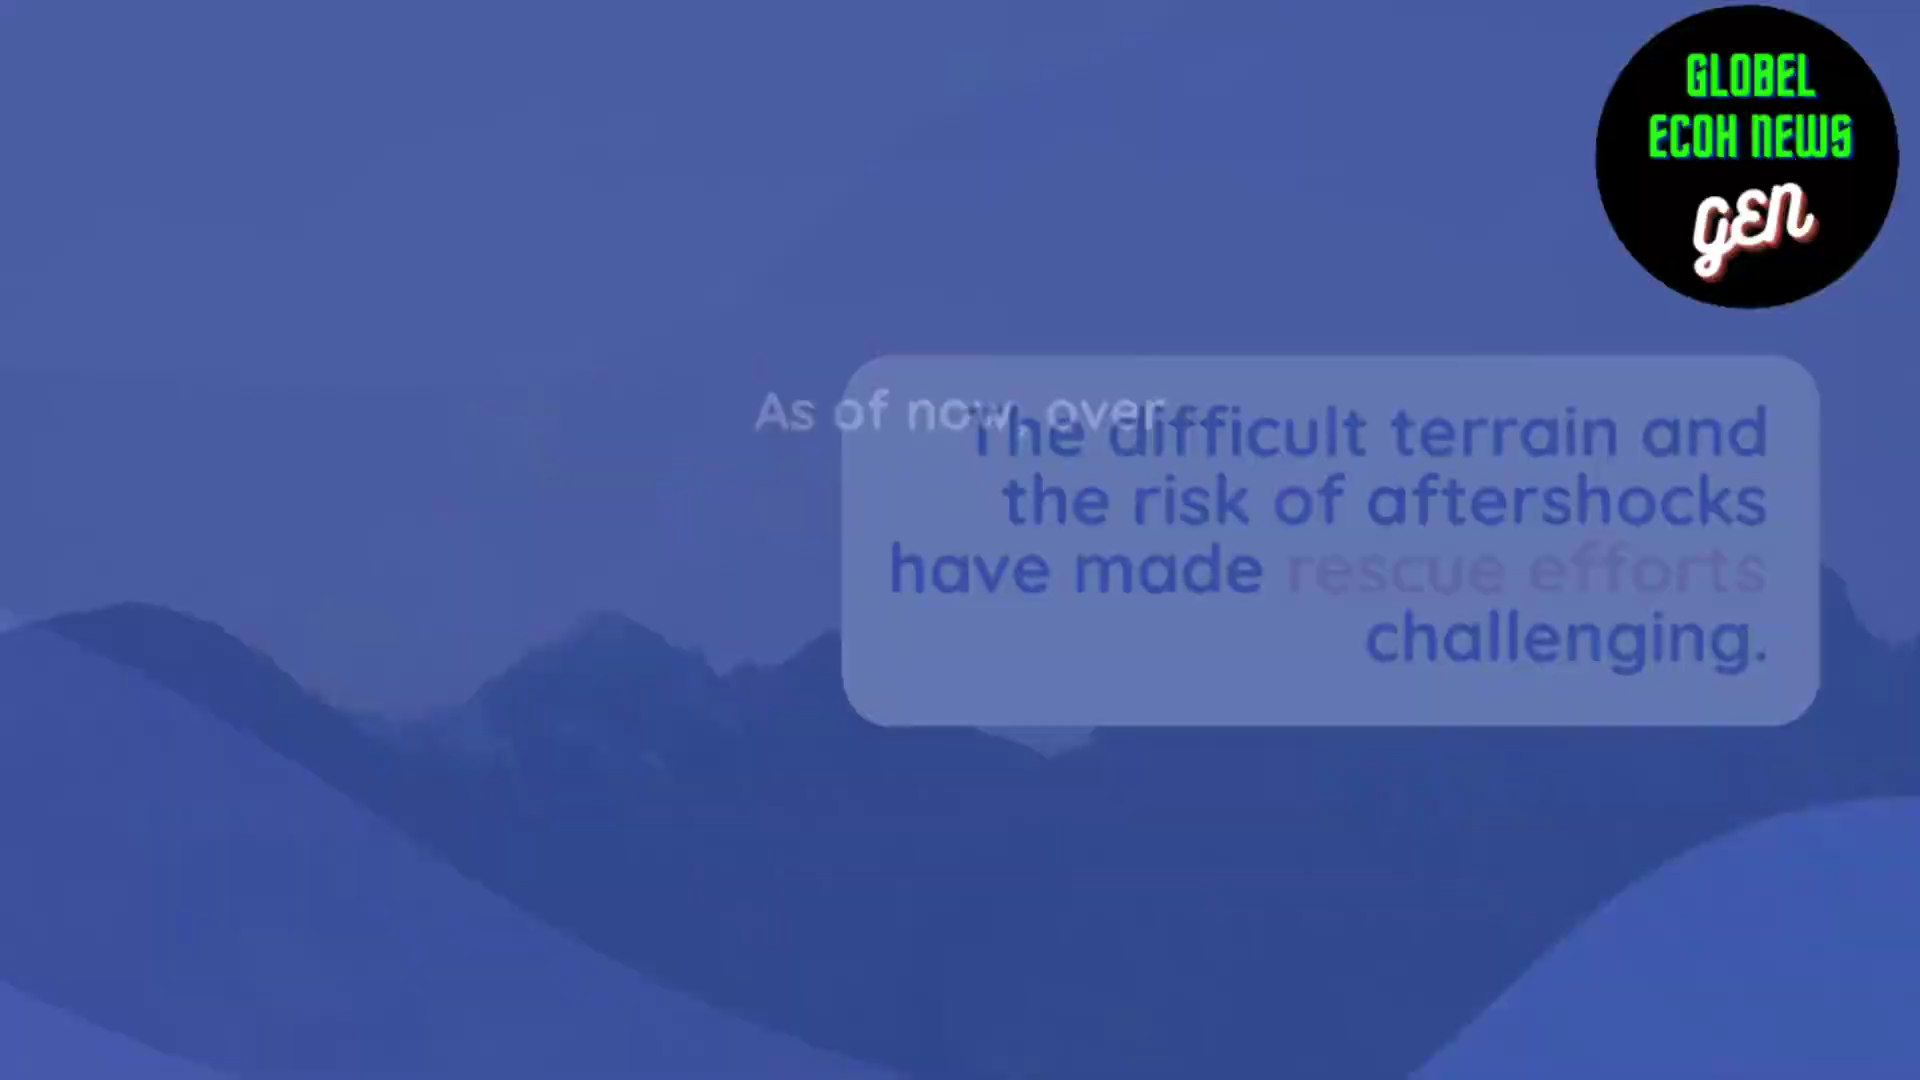 GLOBEL
ECOH NEWS
GEN
As of now, over
The difficult terrain and
the risk of aftershocks
have made rescue efforts
challenging.